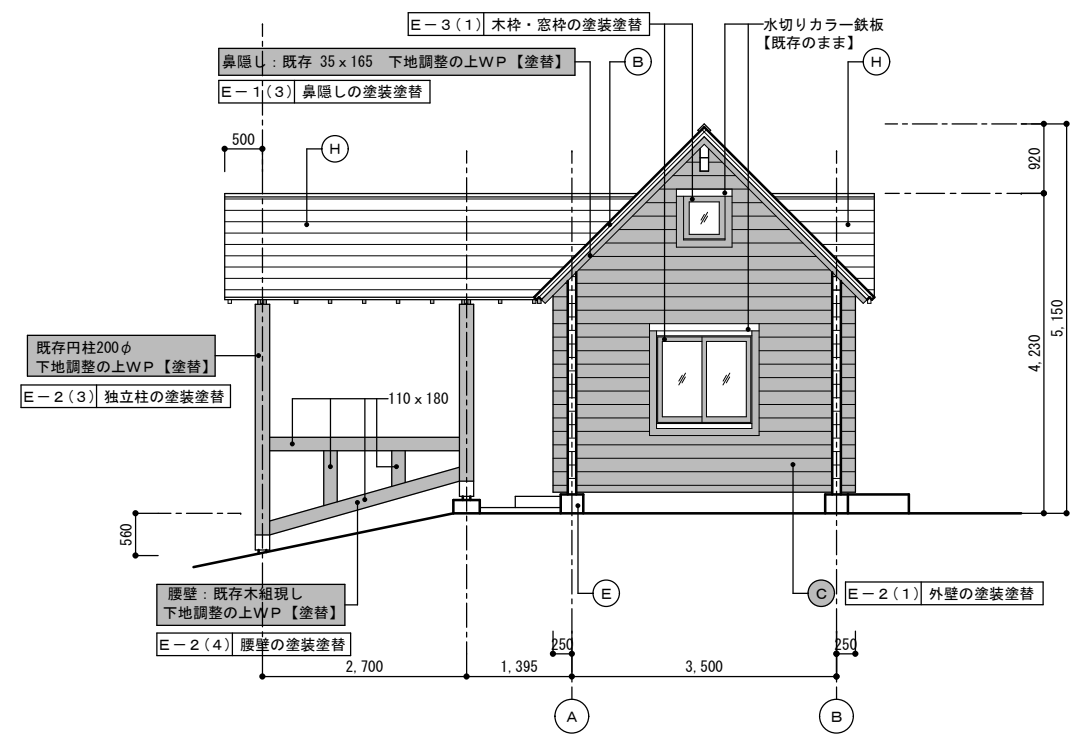 E－3(1) 木枠・窓枠の塗装塗替
水切りカラー鉄板
【既存のまま】
鼻隠し：既存 35x165 下地調整の上WP【塗替】
B
H
E－1(3) 鼻隠しの塗装塗替
500
H
920
5,150
4,230
既存円柱200φ
下地調整の上WP【塗替】
E－2(3) 独立柱の塗装塗替
110x180
560
腰壁：既存木組現し
下地調整の上WP【塗替】
E－2(4) 腰壁の塗装塗替
E
C
E－2(1) 外壁の塗装塗替
250
250
2,700
1,395
3,500
A
B